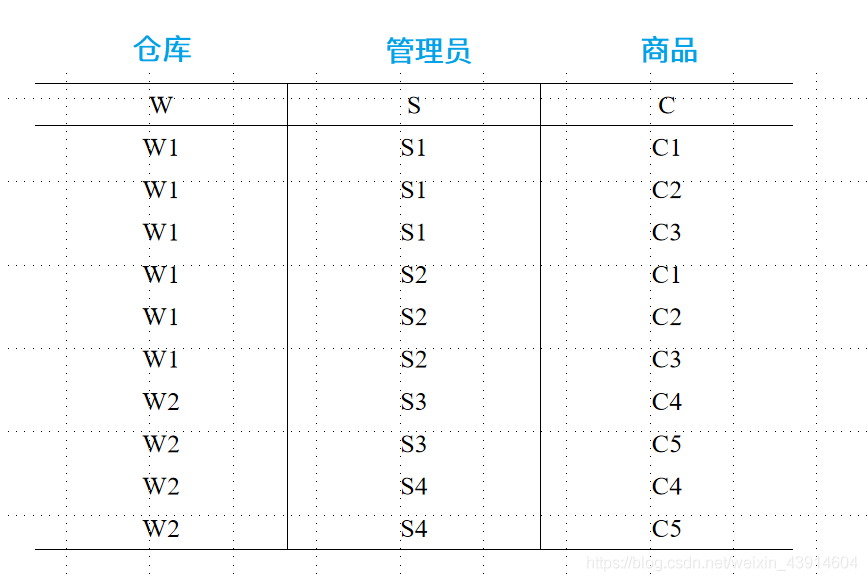 仓库 管理员 商品
W S C
W1 S1 C1
W1 S1 C2
W1 S1 C3
W1 S2 C1
W1 S2 C2
W1 S2 C3
W2 S3 C4
W2 S3 C5
W2 S4 C4
W2 S4 C5
https://blog.csdn.net/weixin_43914604